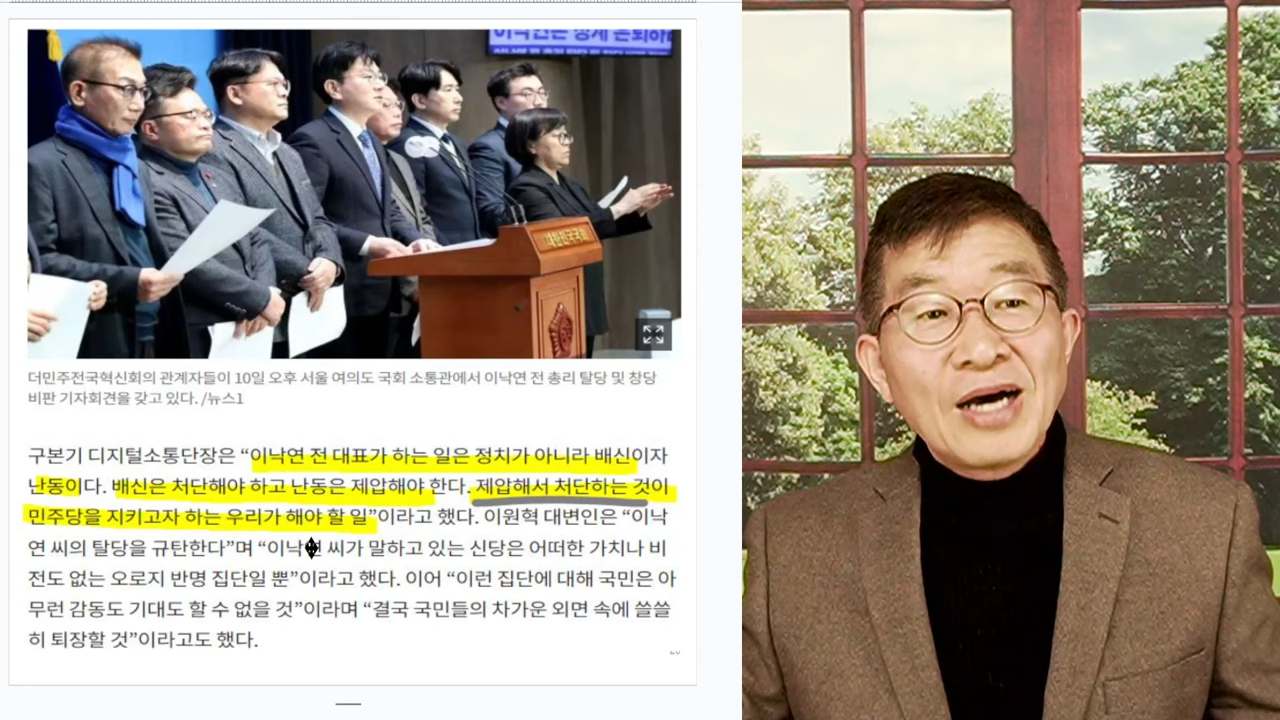 이낙연은 정계 은퇴하라
대한민국국회
더민주전국혁신회의 관계자들이 10일 오후 서울 여의도 국회 소통관에서 이낙연 전 총리 탈당 및 창당
비판 기자회견을 갖고 있다. /뉴스1
구본기 디지털소통단장은 “이낙연 전 대표가 하는 일은 정치가 아니라 배신이자
난동이다. 배신은 처단해야 하고 난동은 제압해야 한다. 제압해서 처단하는 것이
민주당을 지키고자 하는 우리가 해야 할 일”이라고 했다. 이원혁 대변인은 “이낙
연 씨의 탈당을 규탄한다”며 “이낙연 씨가 말하고 있는 신당은 어떠한 가치나 비
전도 없는 오로지 반명 집단일 뿐”이라고 했다. 이어 “이런 집단에 대해 국민은 아
무런 감동도 기대도 할 수 없을 것”이라며 “결국 국민들의 차가운 외면 속에 쓸쓸
히 퇴장할 것”이라고도 했다.